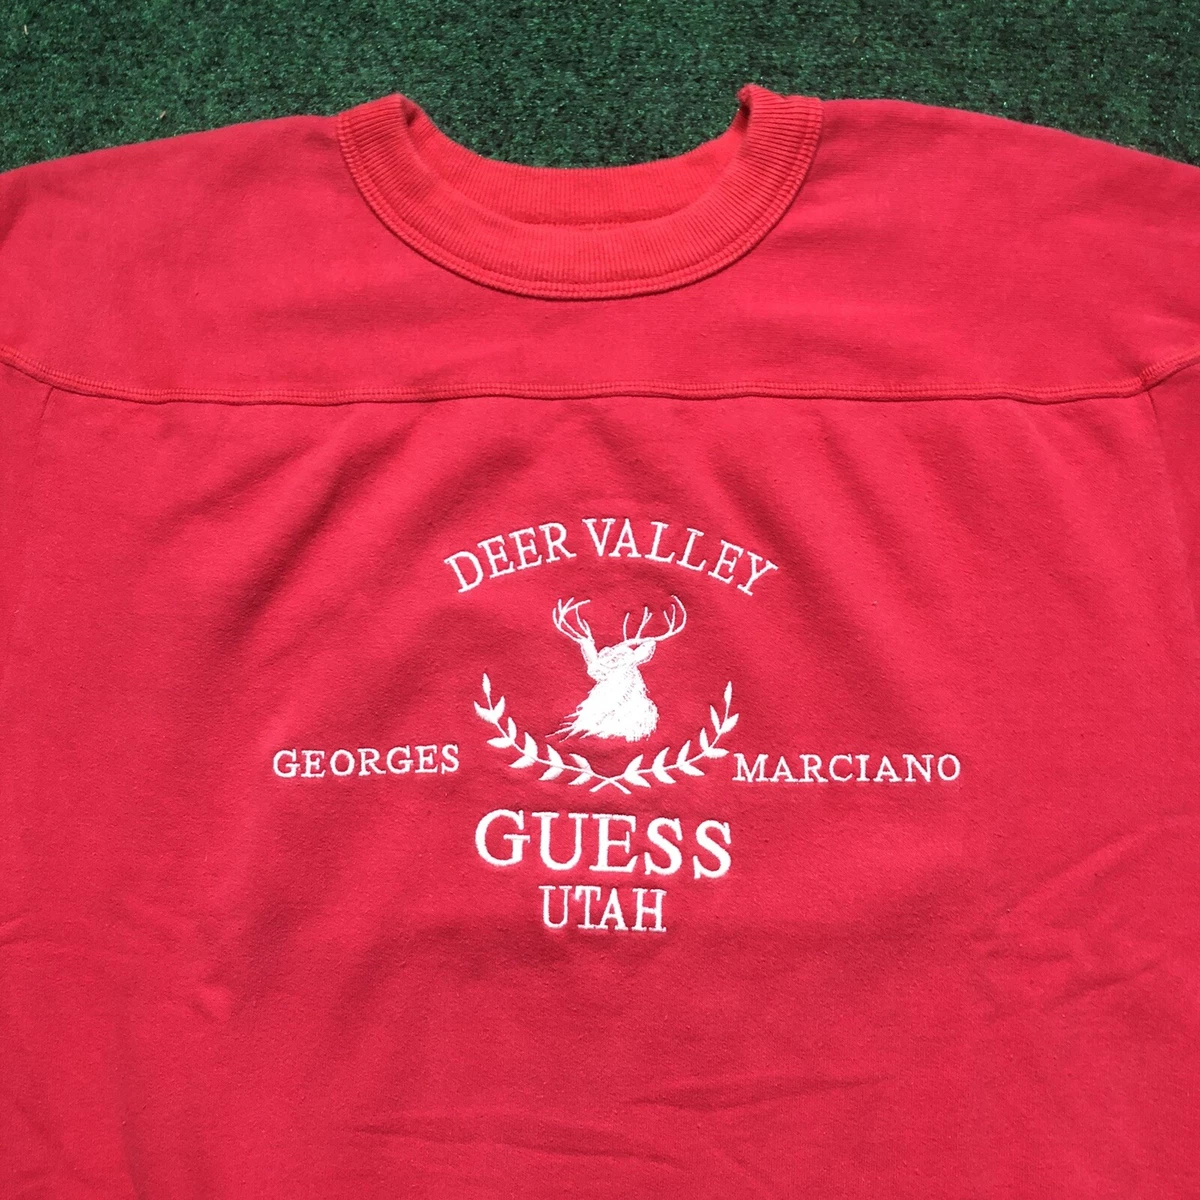 DEER VALLEY
GEORGES MARCIANO
GUESS
UTAH